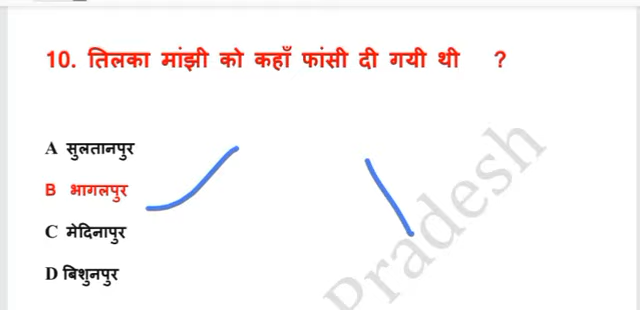 10. तिलका मांझी को कहाँ फांसी दी गयी थी ?
A सुलतानपुर
B भागलपुर
C मेदिनापुर
D बिशुनपुर
Pradesh